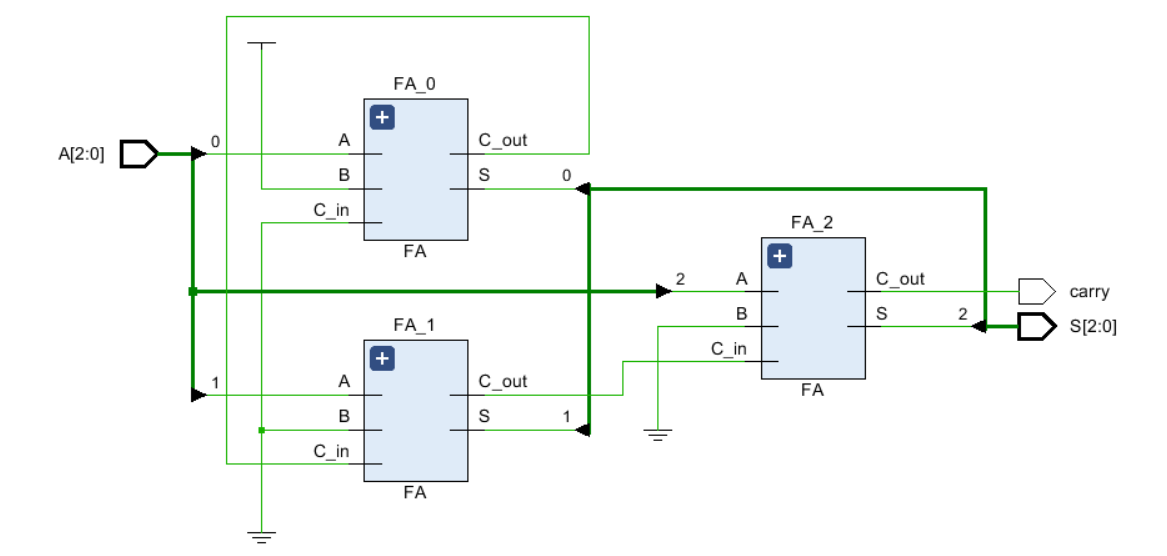 FA_0
A[2:0]
0
A
C_out
B
S
0
C_in
FA
FA_2
2
A
C_out
carry
B
S
2
S[2:0]
C_in
FA
FA_1
1
A
C_out
B
S
1
C_in
FA